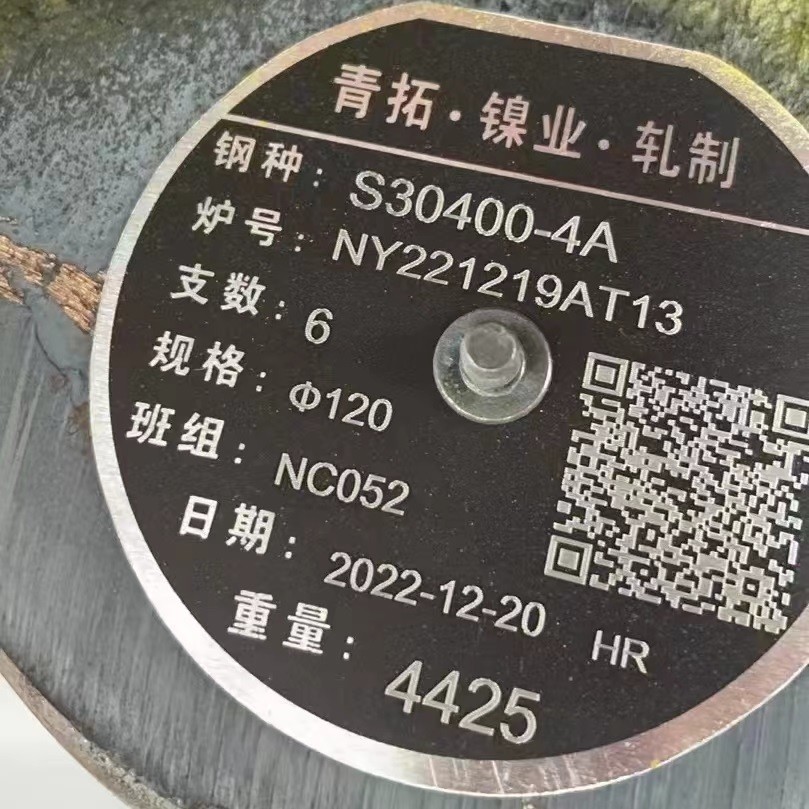 青拓·镍业·轧制
钢种: S30400-4A
炉号: NY221219AT13
支数: 6
规格: Φ120
班组: NC052
日期: 2022-12-20 HR
重量: 4425